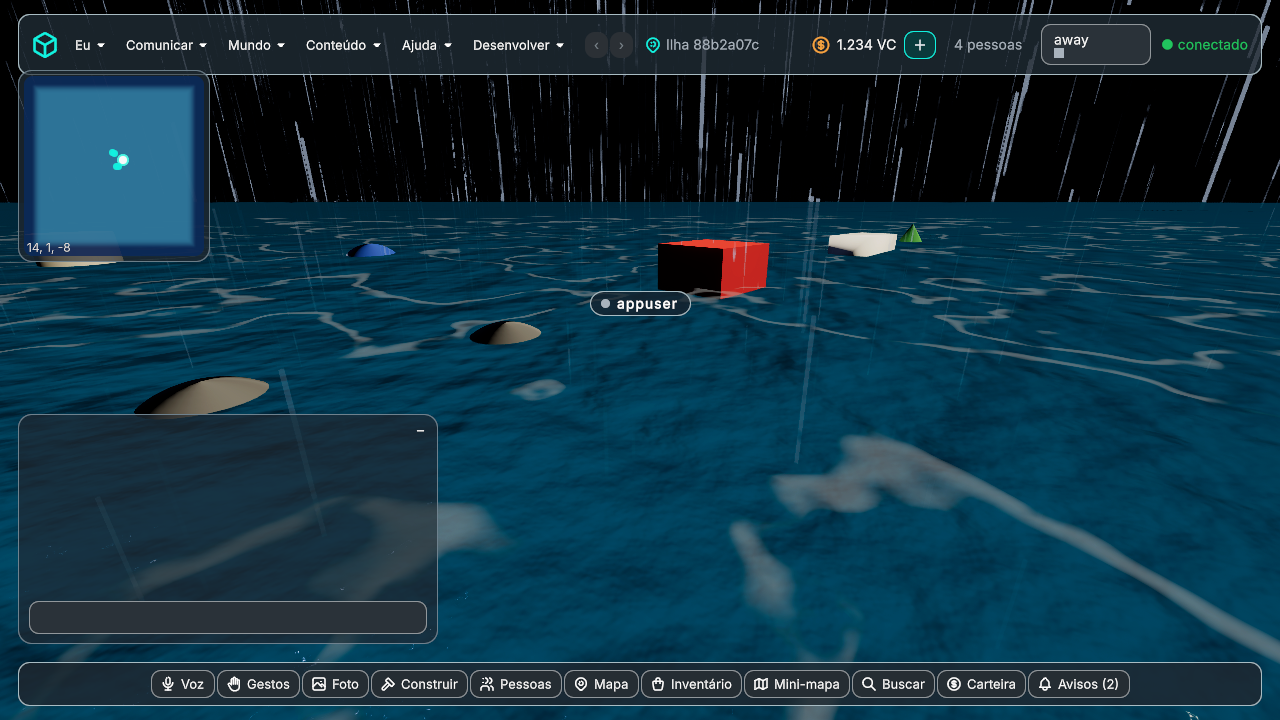 Eu Comunicar Mundo Conteúdo Ajuda Desenvolver ‹ › Ilha 88b2a07c 1.234 VC + 4 pessoas away conectado
14, 1, -8
appuser
–
Voz Gestos Foto Construir Pessoas Mapa Inventário Mini-mapa Buscar Carteira Avisos (2)